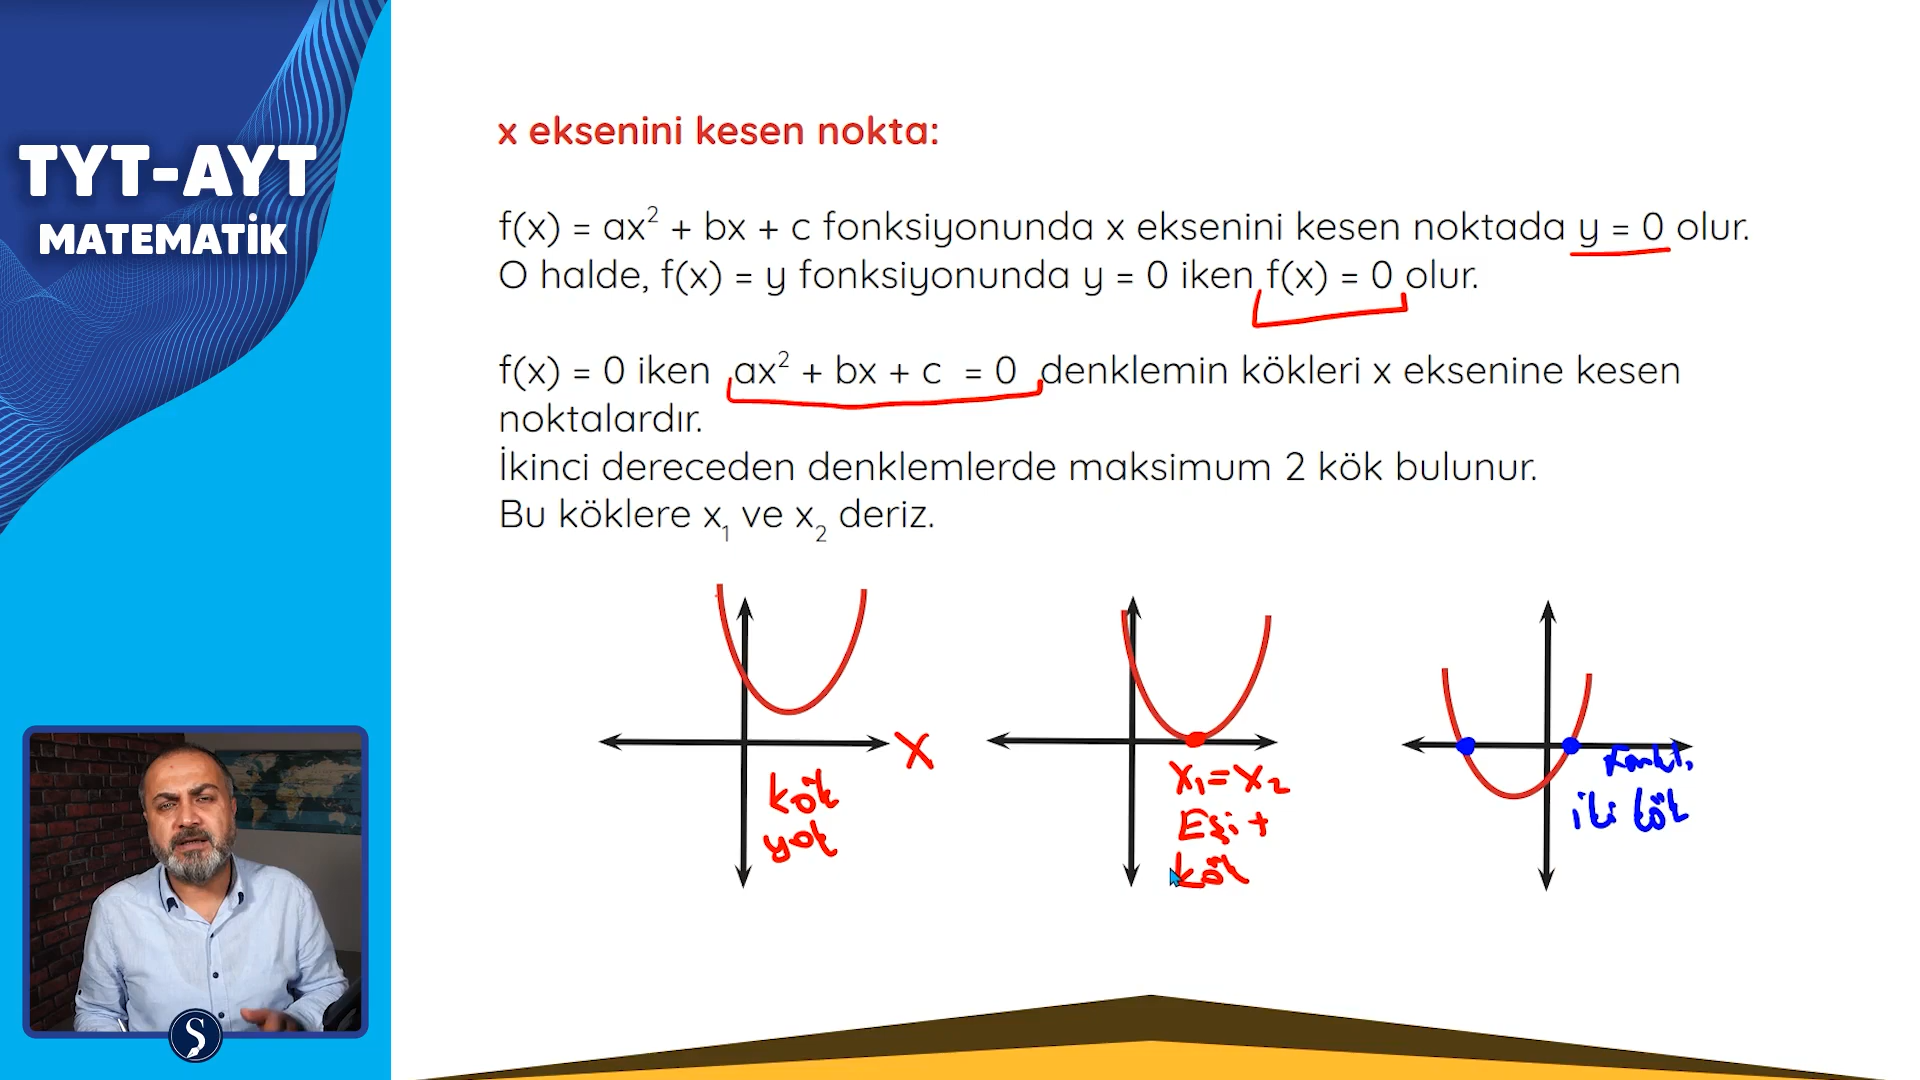 TYT-AYT
MATEMATİK
x eksenini kesen nokta:
f(x) = ax² + bx + c fonksiyonunda x eksenini kesen noktada y = 0 olur.
O halde, f(x) = y fonksiyonunda y = 0 iken f(x) = 0 olur.
f(x) = 0 iken ax² + bx + c = 0 denklemin kökleri x eksenine kesen
noktalardır.
İkinci dereceden denklemlerde maksimum 2 kök bulunur.
Bu köklere x₁ ve x₂ deriz.
X
kök
yok
x₁ = x₂
Eşit
kök
iki kök
S